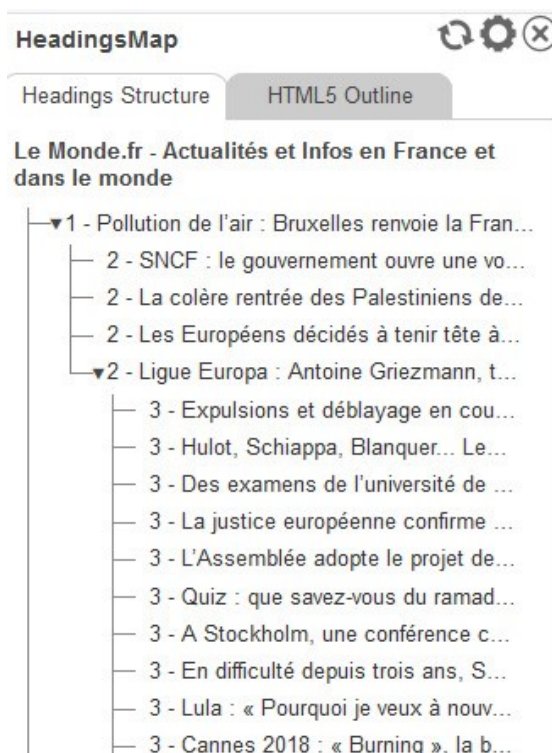 HeadingsMap
Headings Structure
HTML5 Outline
Le Monde.fr - Actualités et Infos en France et
dans le monde
1 - Pollution de l'air : Bruxelles renvoie la Fran...
2 - SNCF : le gouvernement ouvre une vo...
2 - La colère rentrée des Palestiniens de...
2 - Les Européens décidés à tenir tête à...
2 - Ligue Europa : Antoine Griezmann, t...
3 - Expulsions et déblayage en cou...
3 - Hulot, Schiappa, Blanquer... Le...
3 - Des examens de l'université de ...
3 - La justice européenne confirme ...
3 - L'Assemblée adopte le projet de...
3 - Quiz : que savez-vous du ramad...
3 - A Stockholm, une conférence c...
3 - En difficulté depuis trois ans, S...
3 - Lula : « Pourquoi je veux à nouv...
3 - Cannes 2018 : « Burning », la b...